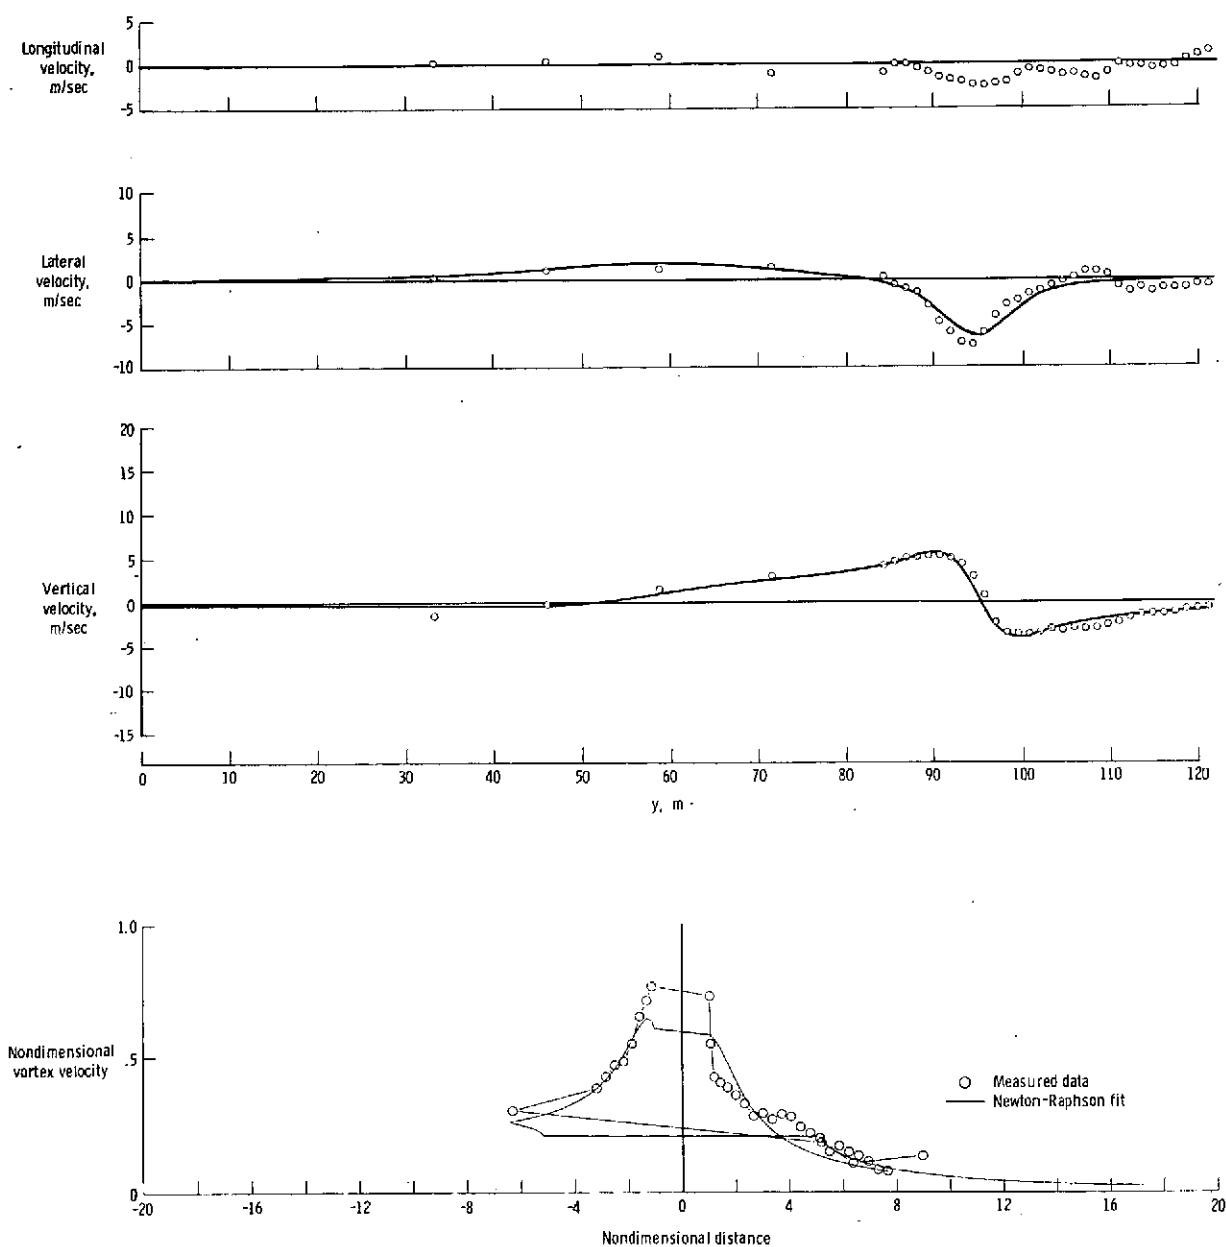 5
Longitudinal
velocity,
m/sec
0
-5
10
5
Lateral
velocity,
m/sec
0
-5
-10
20
15
10
5
Vertical
velocity,
m/sec
0
-5
-10
-15
0 10 20 30 40 50 60 70 80 90 100 110 120
y, m
1.0
Nondimensional
vortex velocity
.5
0
Measured data
Newton-Raphson fit
-20 -16 -12 -8 -4 0 4 8 12 16 20
Nondimensional distance